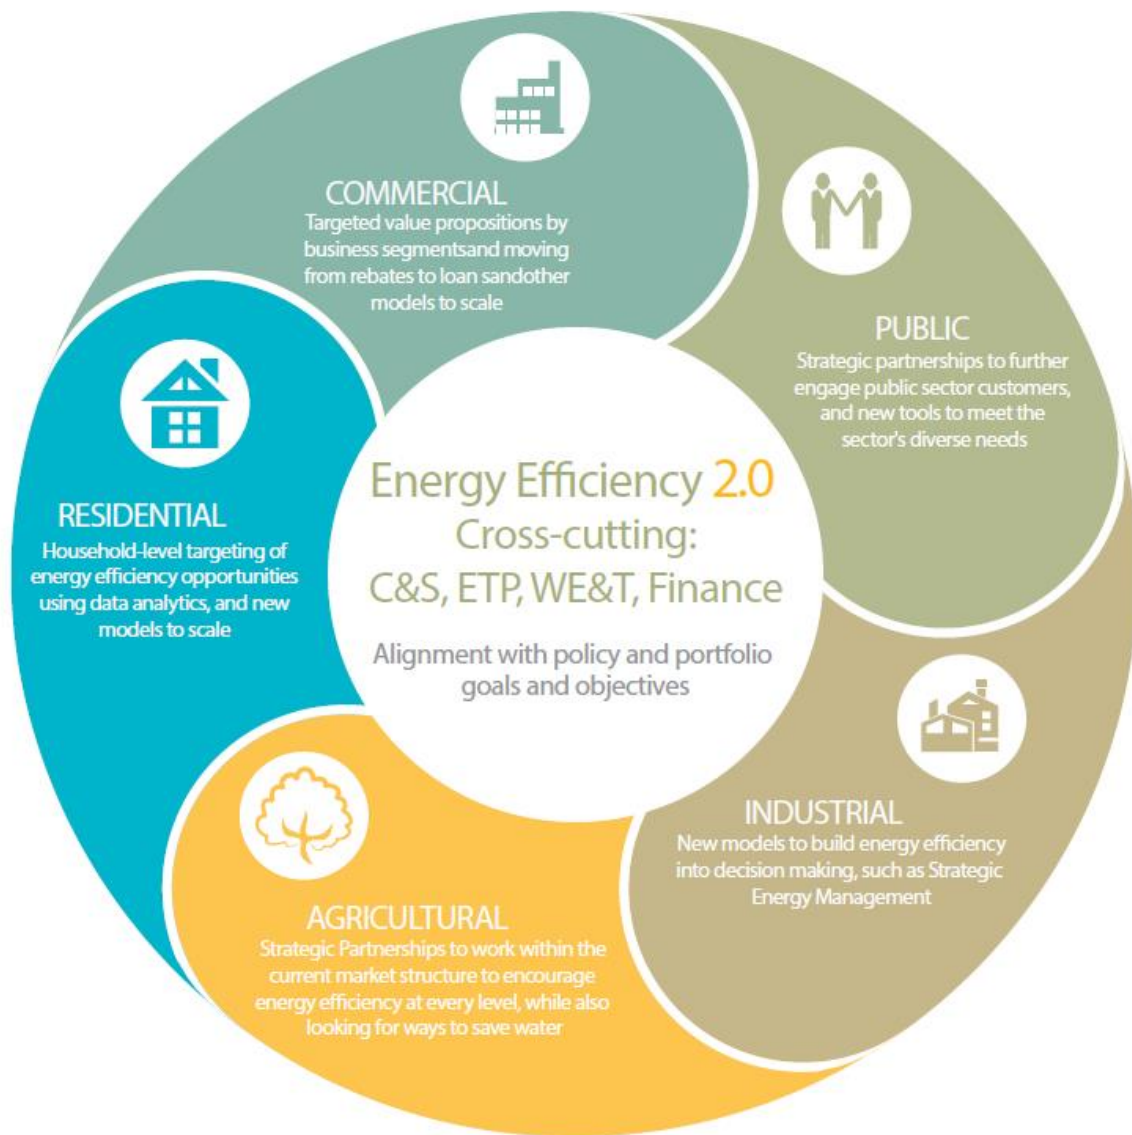 COMMERCIAL
Targeted value propositions by
business segmentsand moving
from rebates to loan sandother
models to scale
PUBLIC
Strategic partnerships to further
engage public sector customers,
and new tools to meet the
sector's diverse needs
RESIDENTIAL
Household-level targeting of
energy efficiency opportunities
using data analytics, and new
models to scale
Energy Efficiency 2.0
Cross-cutting:
C&S, ETP, WE&T, Finance
Alignment with policy and portfolio
goals and objectives
INDUSTRIAL
New models to build energy efficiency
into decision making, such as Strategic
Energy Management
AGRICULTURAL
Strategic Partnerships to work within the
current market structure to encourage
energy efficiency at every level, while also
looking for ways to save water